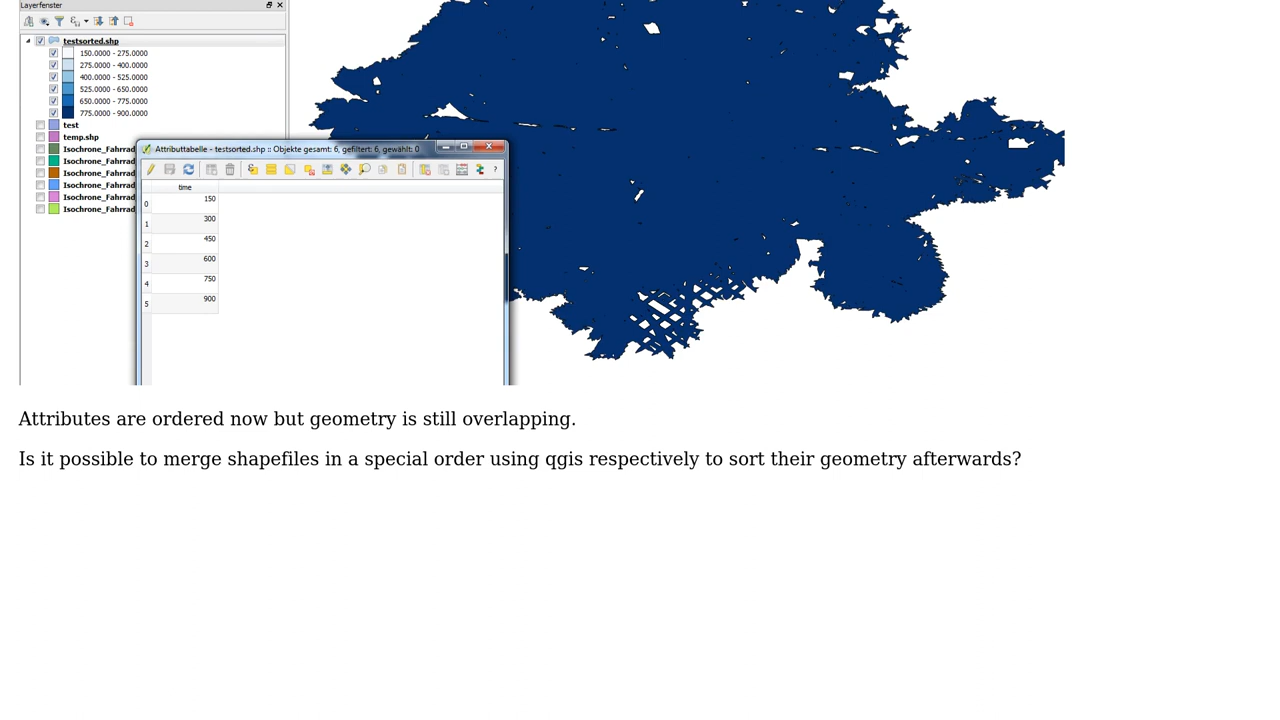 Layerfenster
testsorted.shp
150.0000 - 275.0000
275.0000 - 400.0000
400.0000 - 525.0000
525.0000 - 650.0000
650.0000 - 775.0000
775.0000 - 900.0000
test
temp.shp
Isochrone_Fahrrad
Isochrone_Fahrrad
Isochrone_Fahrrad
Isochrone_Fahrrad
Isochrone_Fahrrad
Isochrone_Fahrrad
Attributtabelle - testsorted.shp :: Objekte gesamt: 6, gefiltert: 6, gewählt: 0
?
time
0 150
1 300
2 450
3 600
4 750
5 900
Attributes are ordered now but geometry is still overlapping.
Is it possible to merge shapefiles in a special order using qgis respectively to sort their geometry afterwards?